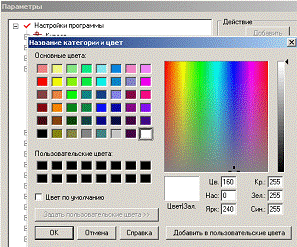 Параметры
Настройки программы
Действие
Добавить
Название категории и цвет
Основные цвета:
Пользовательские цвета:
Цвет по умолчанию
Задать пользовательские цвета >>
Цвет|Зал.
Цв. 160
Кр.: 255
Нас: 0
Зел.: 255
Ярк: 240
Син.: 255
OK
Отмена
Справка
Добавить в пользовательские цвета